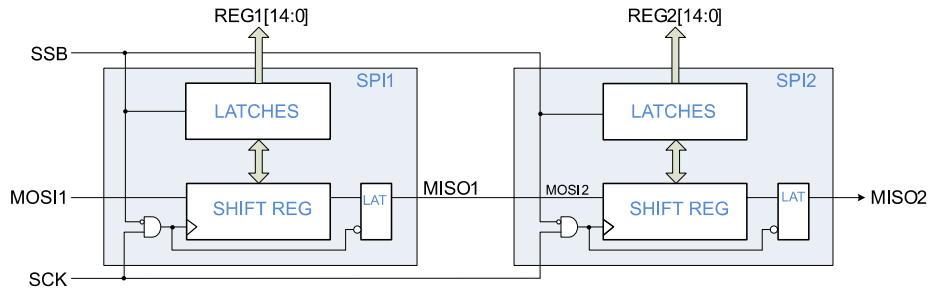 REG1[14:0]
REG2[14:0]
SSB
SPI1
SPI2
LATCHES
LATCHES
MOSI1
SHIFT REG
LAT
MISO1
MOSI2
SHIFT REG
LAT
MISO2
SCK